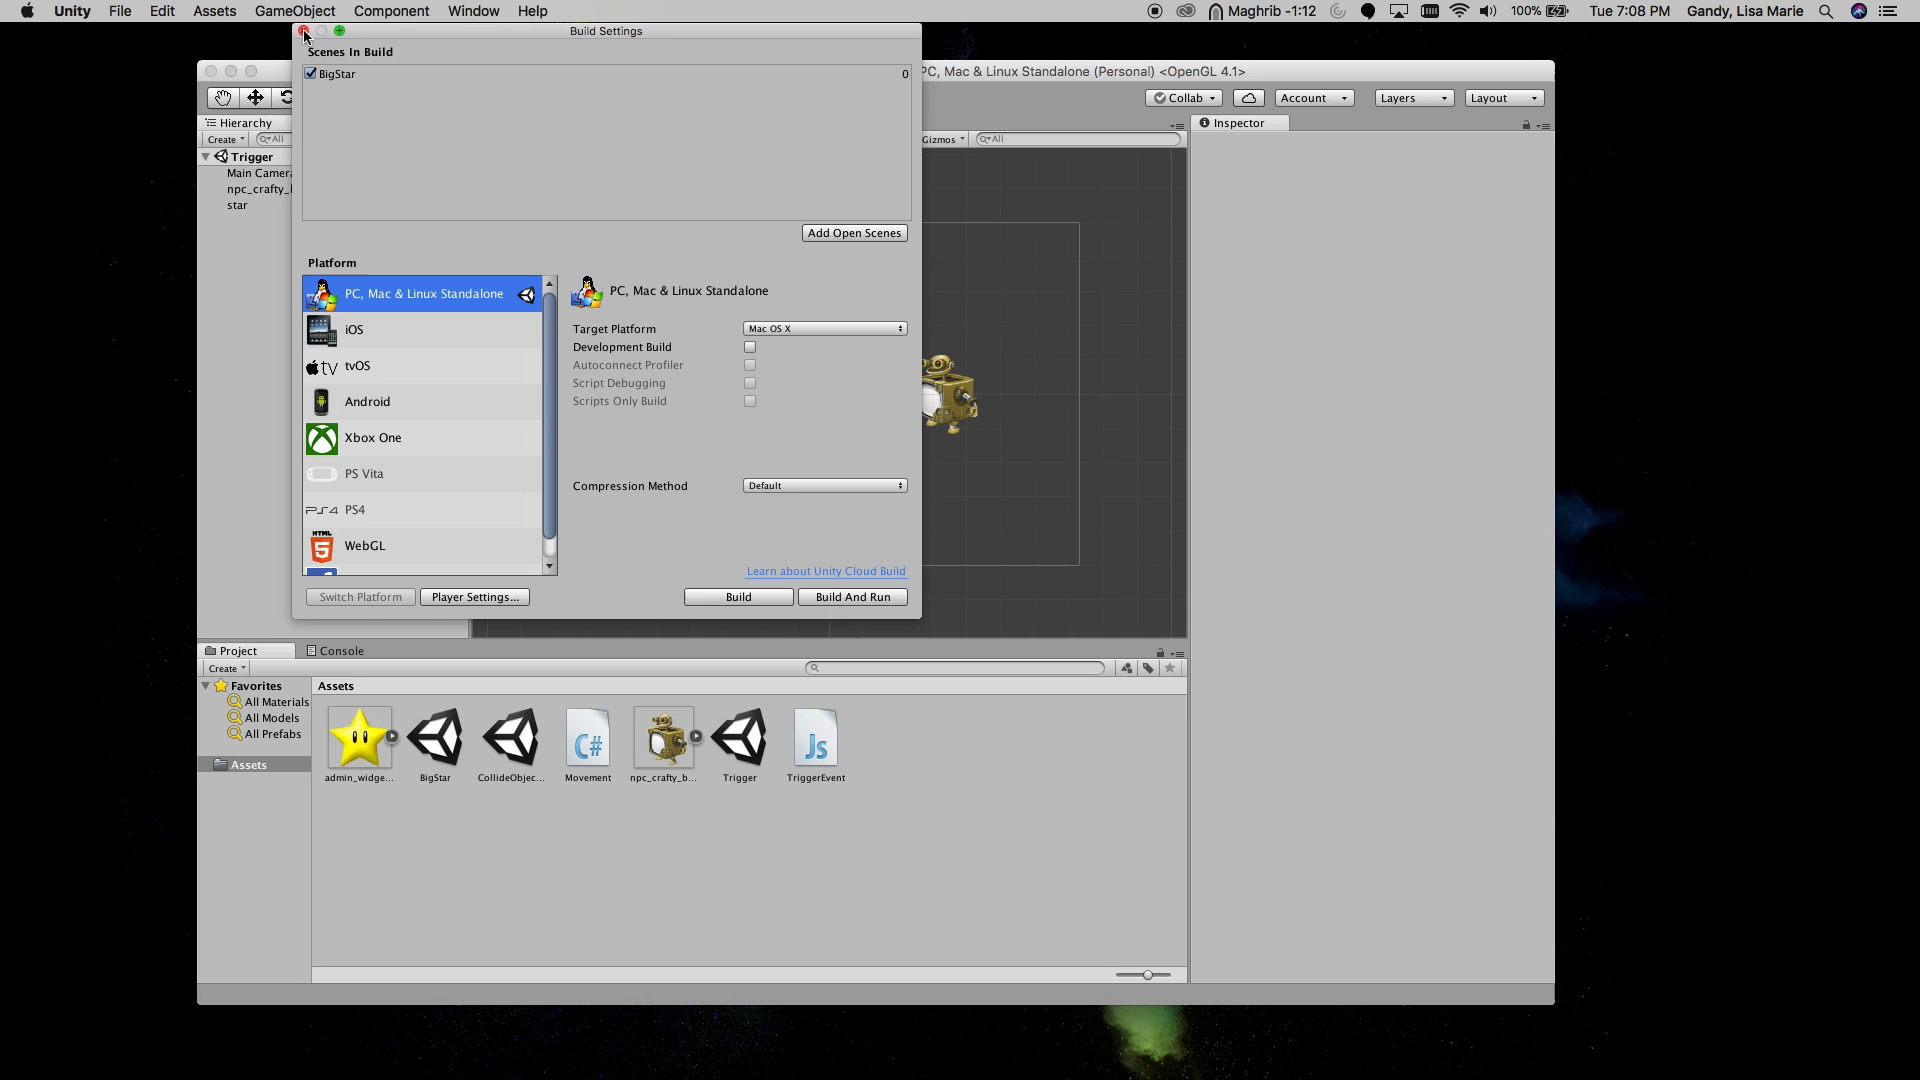 Unity File Edit Assets GameObject Component Window Help
Maghrib -1:12 100% Tue 7:08 PM Gandy, Lisa Marie
Build Settings
Scenes In Build
BigStar 0
Add Open Scenes
Platform
PC, Mac & Linux Standalone
iOS
tvOS
Android
Xbox One
PS Vita
PS4
WebGL
PC, Mac & Linux Standalone
Target Platform Mac OS X
Development Build
Autoconnect Profiler
Script Debugging
Scripts Only Build
Compression Method Default
Learn about Unity Cloud Build
Switch Platform Player Settings... Build Build And Run
PC, Mac & Linux Standalone (Personal) <OpenGL 4.1>
Collab Account Layers Layout
Hierarchy
Create All
Trigger
Main Camera
npc_crafty_
star
Gizmos All
Inspector
Project Console
Create
Favorites
All Materials
All Models
All Prefabs
Assets
Assets
admin_widge... BigStar CollideObjec... Movement npc_crafty_b... Trigger TriggerEvent
C# Js